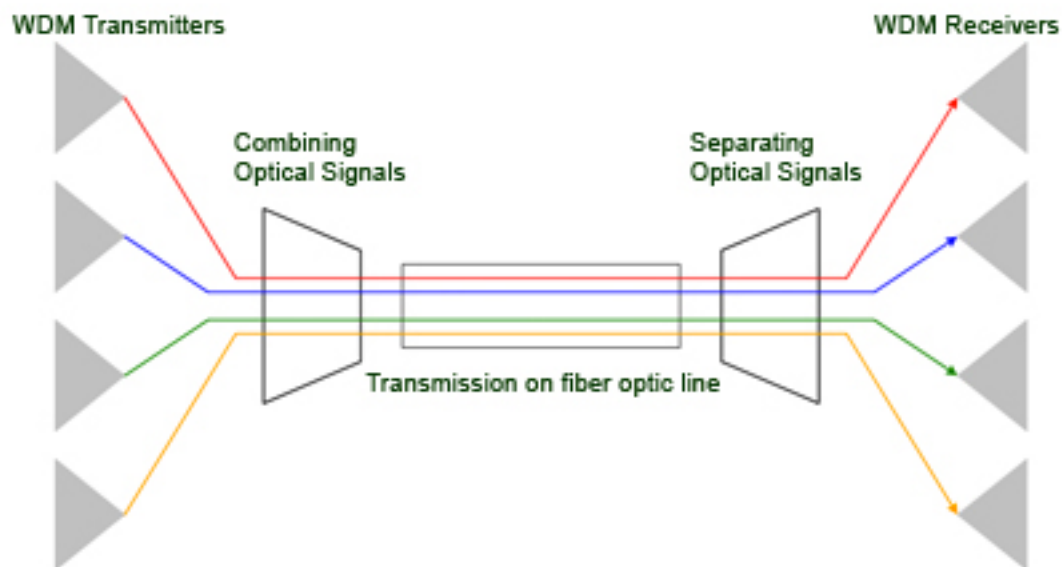 WDM Transmitters
WDM Receivers
Combining
Optical Signals
Separating
Optical Signals
Transmission on fiber optic line